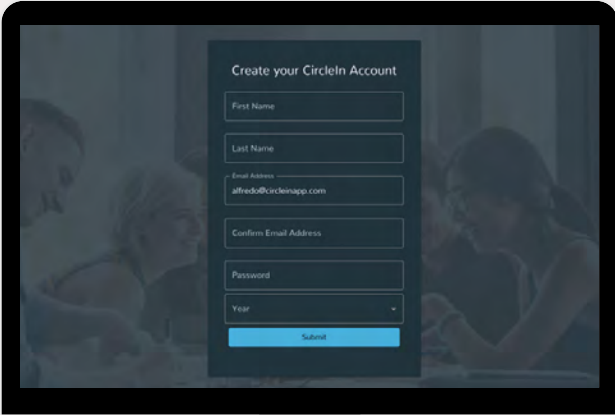 Create your CircleIn Account
First Name
Last Name
Email Address
alfredo@circleinapp.com
Confirm Email Address
Password
Year
Submit